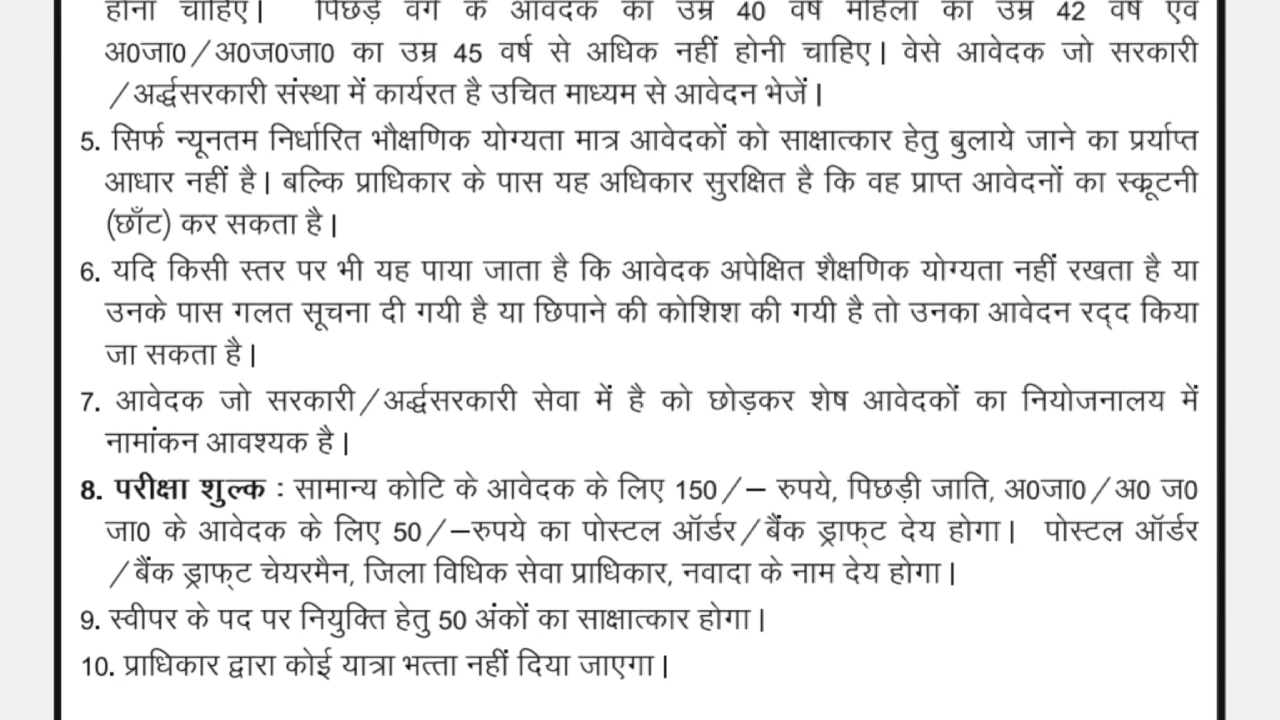 होनी चाहिए। पिछड़े वर्ग के आवेदक का उम्र 40 वर्ष महिला का उम्र 42 वर्ष एवं
अ0जा0/अ0ज0जा0 का उम्र 45 वर्ष से अधिक नहीं होनी चाहिए। वेसे आवेदक जो सरकारी
/अर्द्धसरकारी संस्था में कार्यरत है उचित माध्यम से आवेदन भेजें।
5. सिर्फ न्यूनतम निर्धारित भौक्षणिक योग्यता मात्र आवेदकों को साक्षात्कार हेतु बुलाये जाने का प्रर्याप्त
आधार नहीं है। बल्कि प्राधिकार के पास यह अधिकार सुरक्षित है कि वह प्राप्त आवेदनों का स्कूटनी
(छाँट) कर सकता है।
6. यदि किसी स्तर पर भी यह पाया जाता है कि आवेदक अपेक्षित शैक्षणिक योग्यता नहीं रखता है या
उनके पास गलत सूचना दी गयी है या छिपाने की कोशिश की गयी है तो उनका आवेदन रद्द किया
जा सकता है।
7. आवेदक जो सरकारी/अर्द्धसरकारी सेवा में है को छोड़कर शेष आवेदकों का नियोजनालय में
नामांकन आवश्यक है।
8. परीक्षा शुल्क : सामान्य कोटि के आवेदक के लिए 150/– रुपये, पिछड़ी जाति, अ0जा0/अ0 ज0
जा0 के आवेदक के लिए 50/–रुपये का पोस्टल ऑर्डर/बैंक ड्राफ्ट देय होगा। पोस्टल ऑर्डर
/बैंक ड्राफ्ट चेयरमैन, जिला विधिक सेवा प्राधिकार, नवादा के नाम देय होगा।
9. स्वीपर के पद पर नियुक्ति हेतु 50 अंकों का साक्षात्कार होगा।
10. प्राधिकार द्वारा कोई यात्रा भत्ता नहीं दिया जाएगा।